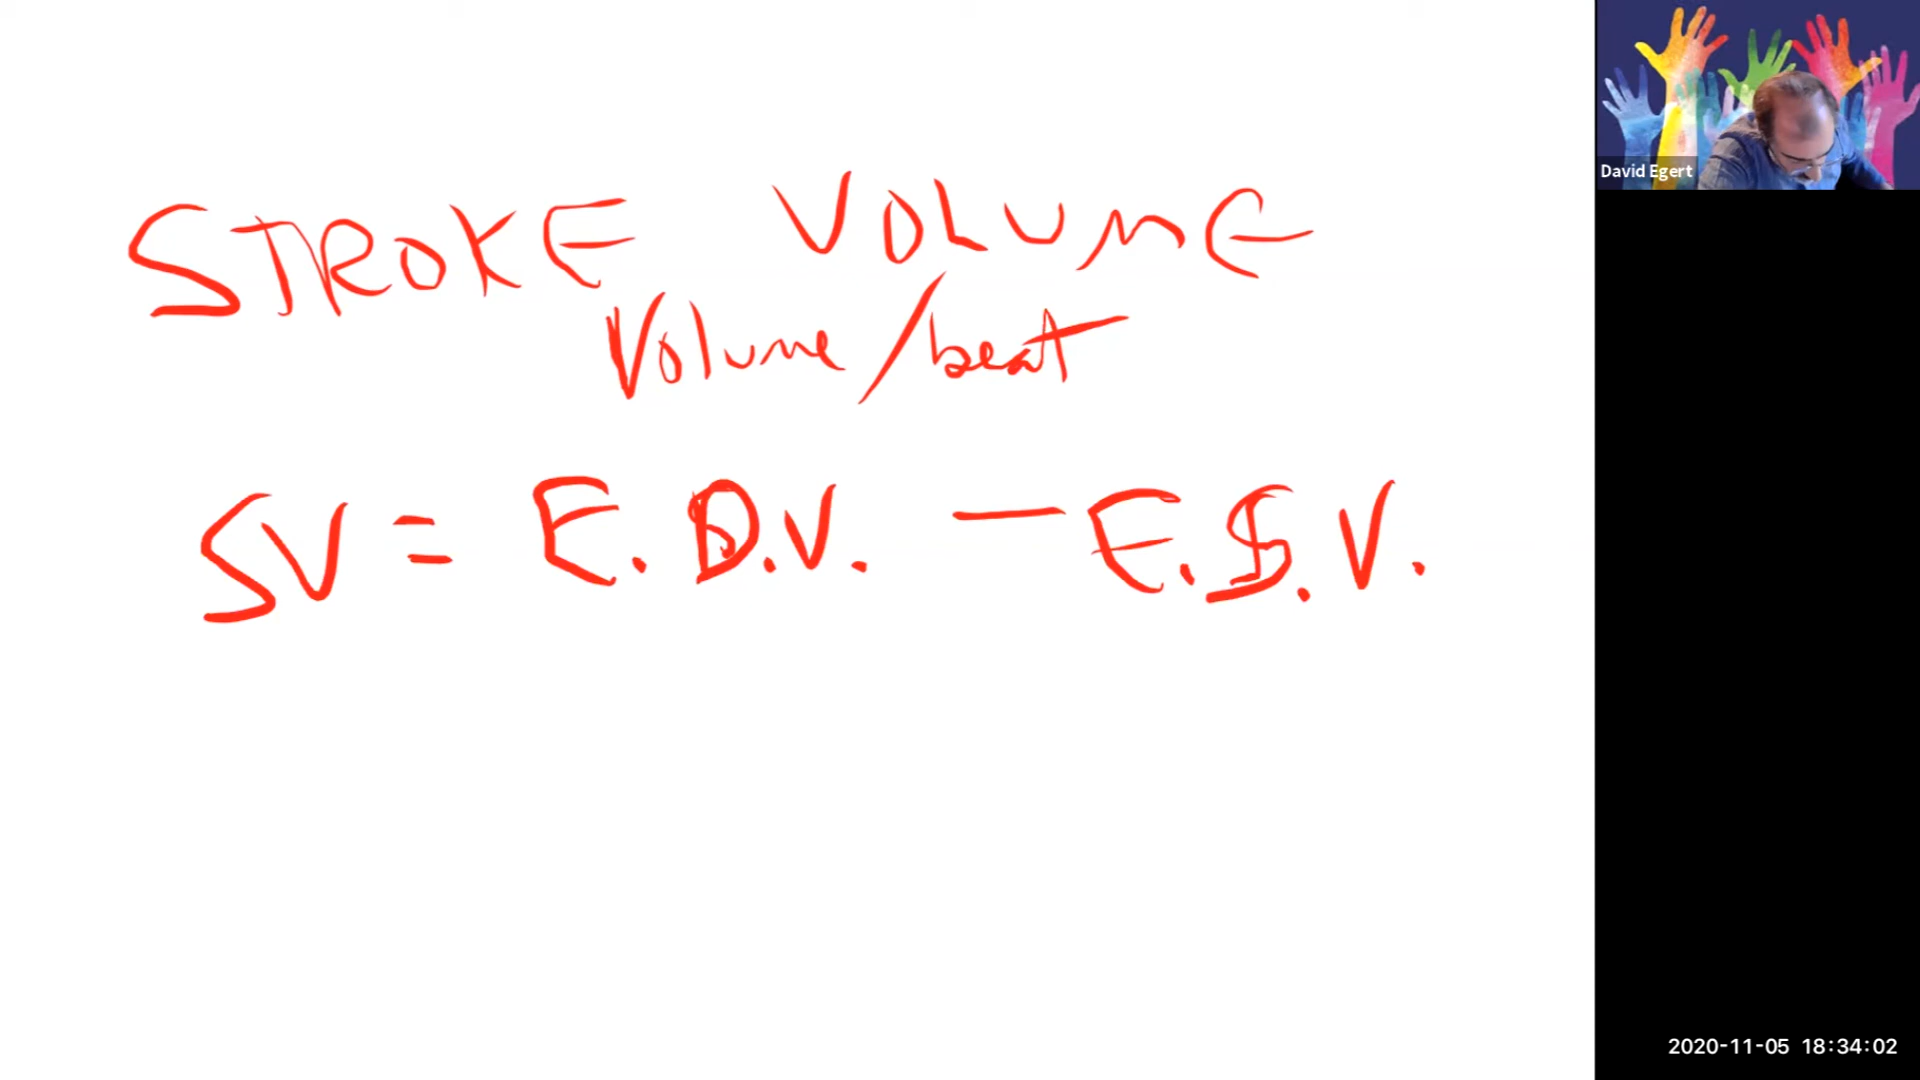 David Egert
STROKE VOLUME
Volume/beat
SV = E.D.V. - E.S.V.
2020-11-05 18:34:02